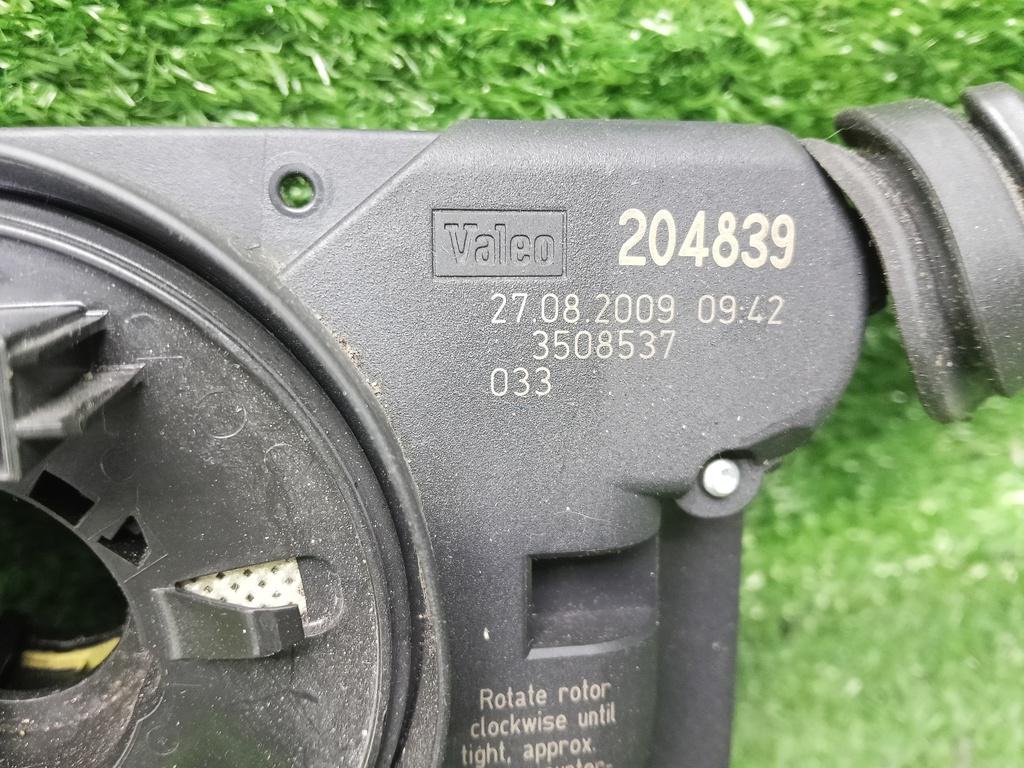 Valeo
204839
27.08.2009 09:42
3508537
033
Rotate rotor
clockwise until
tight, approx.